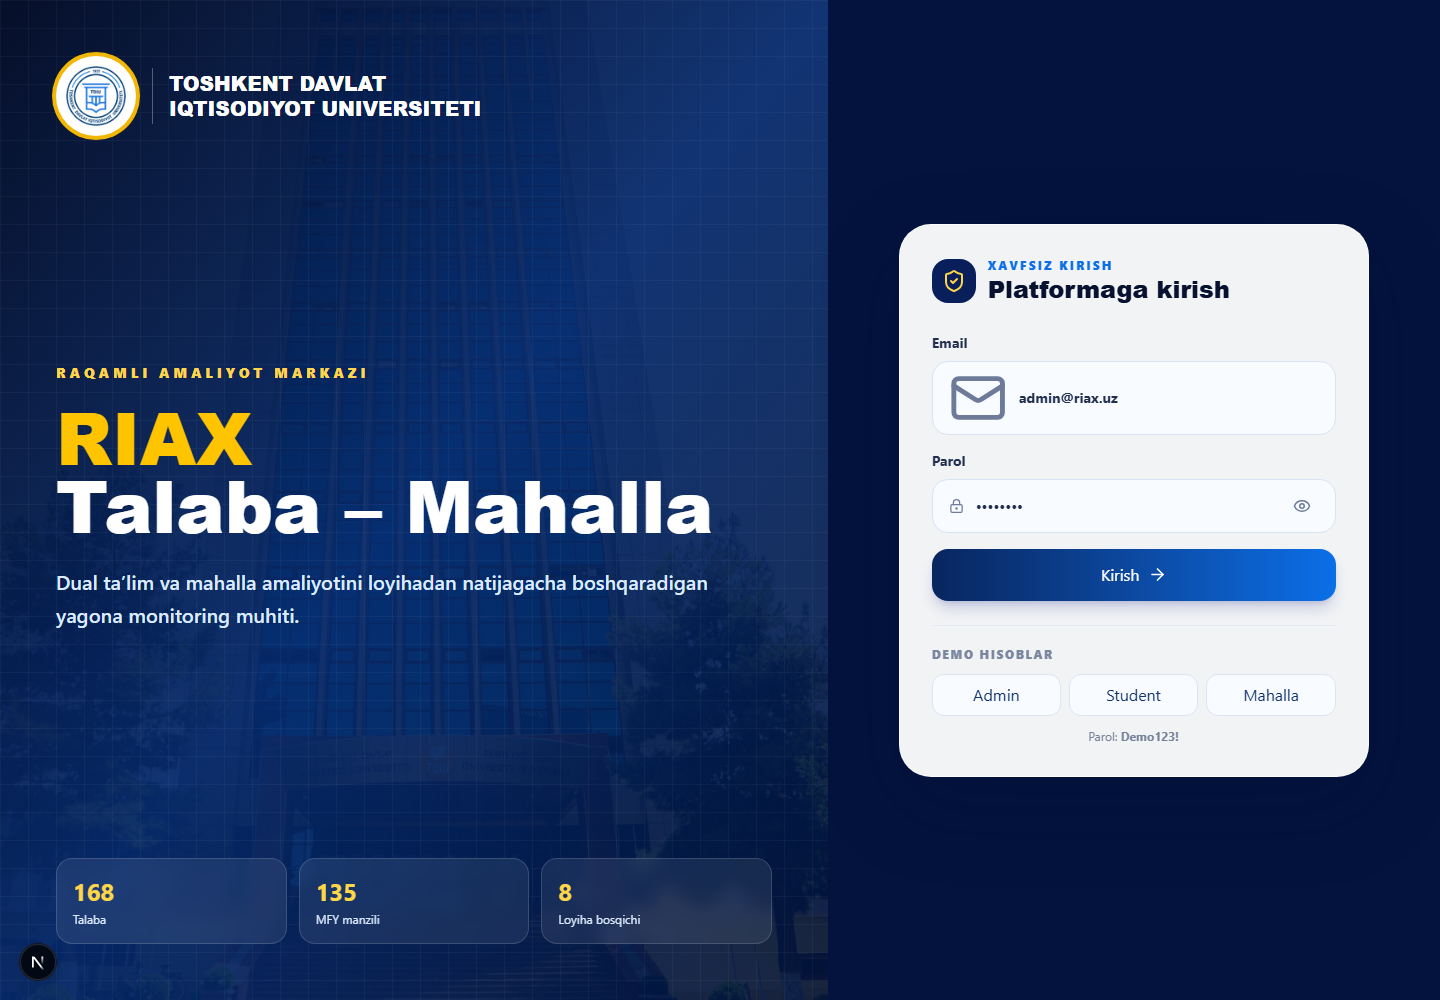 TOSHKENT DAVLAT
IQTISODIYOT UNIVERSITETI
RAQAMLI AMALIYOT MARKAZI
RIAX
Talaba – Mahalla
Dual ta’lim va mahalla amaliyotini loyihadan natijagacha boshqaradigan
yagona monitoring muhiti.
168
Talaba
135
MFY manzili
8
Loyiha bosqichi
N
XAVFSIZ KIRISH
Platformaga kirish
Email
admin@riax.uz
Parol
••••••••
Kirish
DEMO HISOBLAR
Admin
Student
Mahalla
Parol: Demo123!